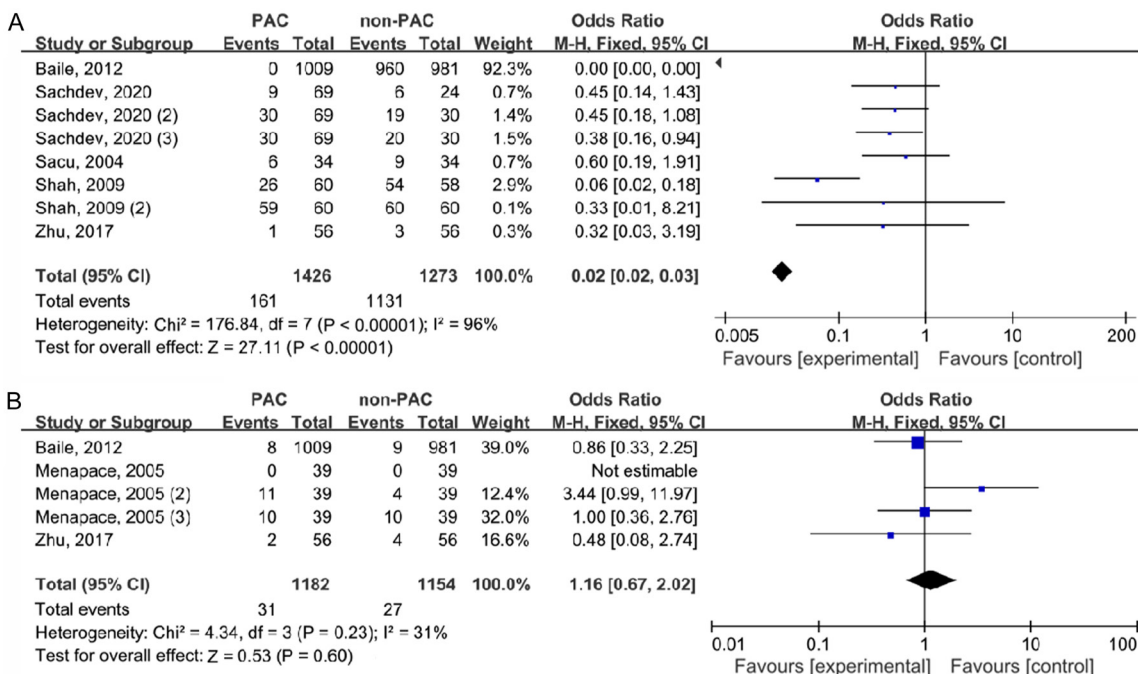 A
PAC non-PAC Odds Ratio Odds Ratio
Study or Subgroup Events Total Events Total Weight M-H, Fixed, 95% CI M-H, Fixed, 95% CI
Baile, 2012 0 1009 960 981 92.3% 0.00 [0.00, 0.00]
Sachdev, 2020 9 69 6 24 0.7% 0.45 [0.14, 1.43]
Sachdev, 2020 (2) 30 69 19 30 1.4% 0.45 [0.18, 1.08]
Sachdev, 2020 (3) 30 69 20 30 1.5% 0.38 [0.16, 0.94]
Sacu, 2004 6 34 9 34 0.7% 0.60 [0.19, 1.91]
Shah, 2009 26 60 54 58 2.9% 0.06 [0.02, 0.18]
Shah, 2009 (2) 59 60 60 60 0.1% 0.33 [0.01, 8.21]
Zhu, 2017 1 56 3 56 0.3% 0.32 [0.03, 3.19]
Total (95% CI) 1426 1273 100.0% 0.02 [0.02, 0.03]
Total events 161 1131
Heterogeneity: Chi² = 176.84, df = 7 (P < 0.00001); I² = 96%
Test for overall effect: Z = 27.11 (P < 0.00001)
0.005 0.1 1 10 200
Favours [experimental] Favours [control]
B
PAC non-PAC Odds Ratio Odds Ratio
Study or Subgroup Events Total Events Total Weight M-H, Fixed, 95% CI M-H, Fixed, 95% CI
Baile, 2012 8 1009 9 981 39.0% 0.86 [0.33, 2.25]
Menapace, 2005 0 39 0 39 Not estimable
Menapace, 2005 (2) 11 39 4 39 12.4% 3.44 [0.99, 11.97]
Menapace, 2005 (3) 10 39 10 39 32.0% 1.00 [0.36, 2.76]
Zhu, 2017 2 56 4 56 16.6% 0.48 [0.08, 2.74]
Total (95% CI) 1182 1154 100.0% 1.16 [0.67, 2.02]
Total events 31 27
Heterogeneity: Chi² = 4.34, df = 3 (P = 0.23); I² = 31%
Test for overall effect: Z = 0.53 (P = 0.60)
0.01 0.1 1 10 100
Favours [experimental] Favours [control]